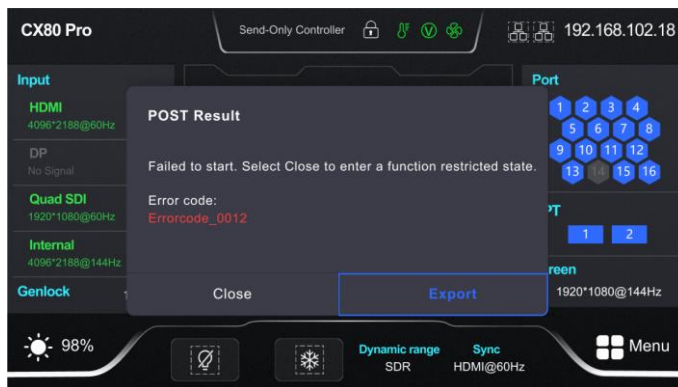 CX80 Pro
Send-Only Controller
192.168.102.18
Input
HDMI
4096*2188@60Hz
DP
No Signal
Quad SDI
1920*1080@60Hz
Internal
4096*2188@144Hz
Genlock
POST Result
Failed to start. Select Close to enter a function restricted state.
Error code:
Errorcode_0012
Close
Export
Port
1 2 3 4
5 6 7 8
9 10 11 12
13 14 15 16
1 2
1920*1080@144Hz
98%
Dynamic range
SDR
Sync
HDMI@60Hz
Menu